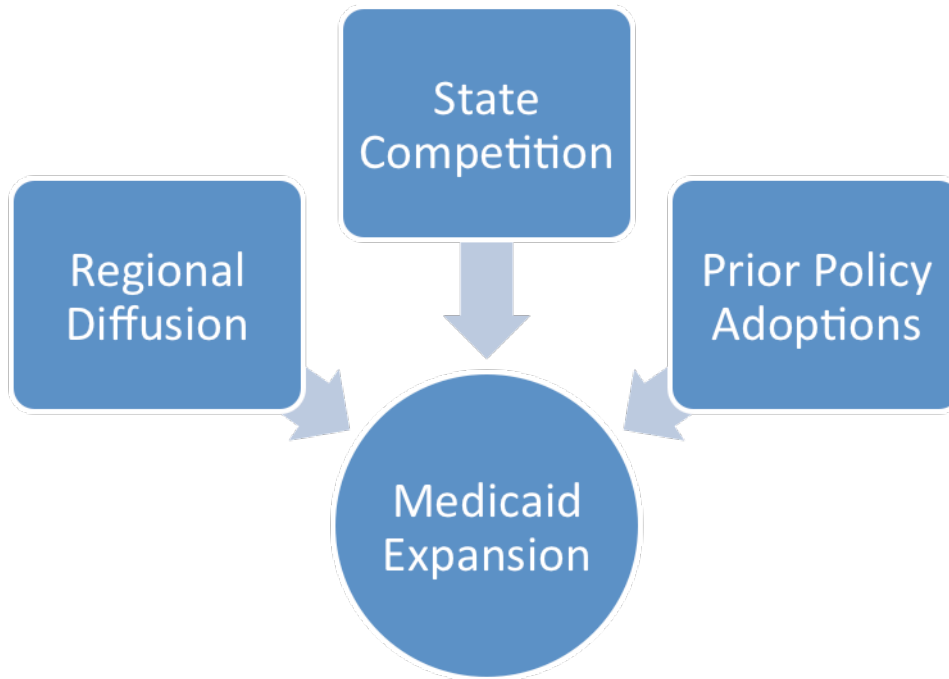 State
Competition
Regional
Diffusion
Prior Policy
Adoptions
Medicaid
Expansion